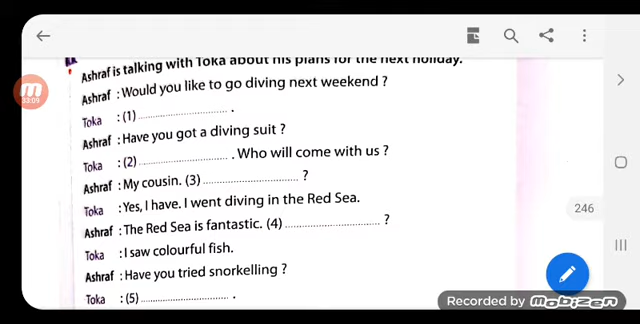 Ashraf is talking with Toka about his plans for the next holiday.
Ashraf : Would you like to go diving next weekend ?
Toka : (1) .............................. .
Ashraf : Have you got a diving suit ?
Toka : (2) .............................. . Who will come with us ?
Ashraf : My cousin. (3) .............................. ?
Toka : Yes, I have. I went diving in the Red Sea.
Ashraf : The Red Sea is fantastic. (4) .............................. ?
Toka : I saw colourful fish.
Ashraf : Have you tried snorkelling ?
Toka : (5) .............................. .
246
m
33:09
Recorded by Mobizen